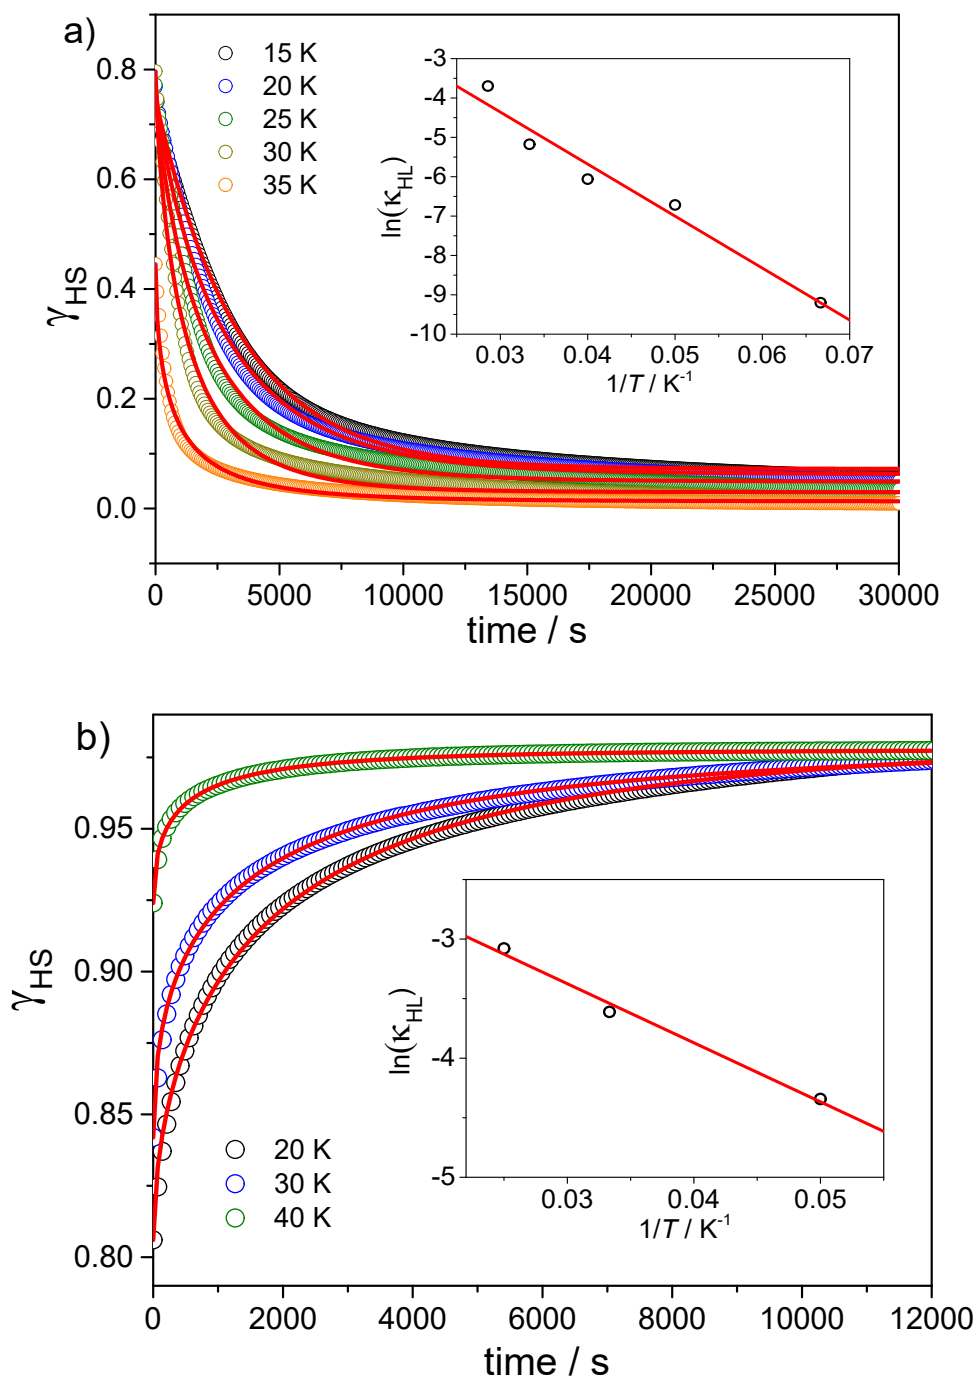 a)
15 K
20 K
25 K
30 K
35 K
γHS
0.8
0.6
0.4
0.2
0.0
0 5000 10000 15000 20000 25000 30000
time / s
ln(κHL)
-3
-4
-5
-6
-7
-9
-10
0.03 0.04 0.05 0.06 0.07
1/T / K-1
b)
γHS
0.95
0.90
0.85
0.80
20 K
30 K
40 K
0 2000 4000 6000 8000 10000 12000
time / s
ln(κHL)
-3
-4
-5
0.03 0.04 0.05
1/T / K-1